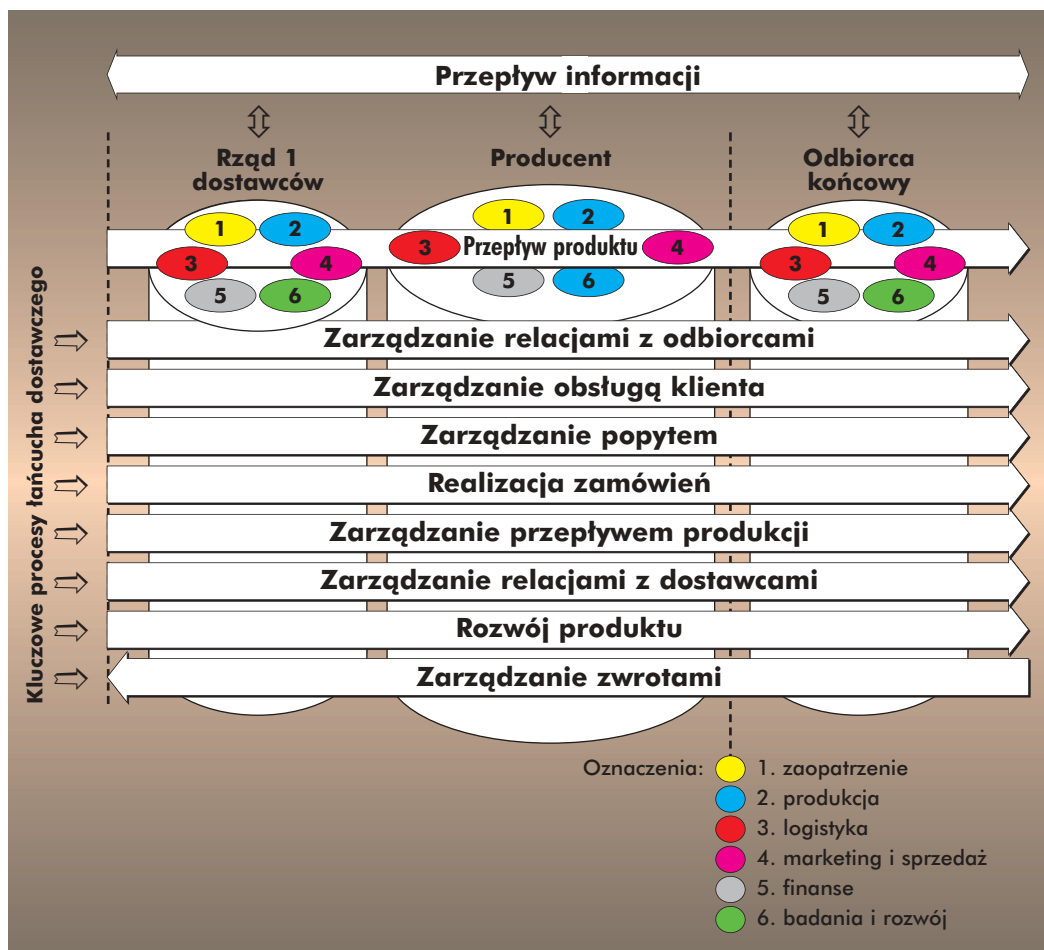 Przepływ informacji
Rząd 1
dostawców
Producent
Odbiorca
końcowy
1 2
1 2
1 2
3 4
3 Przepływ produktu 4
3 4
5 6
5 6
5 6
Kluczowe procesy łańcucha dostawczego
Zarządzanie relacjami z odbiorcami
Zarządzanie obsługą klienta
Zarządzanie popytem
Realizacja zamówień
Zarządzanie przepływem produkcji
Zarządzanie relacjami z dostawcami
Rozwój produktu
Zarządzanie zwrotami
Oznaczenia:
1. zaopatrzenie
2. produkcja
3. logistyka
4. marketing i sprzedaż
5. finanse
6. badania i rozwój